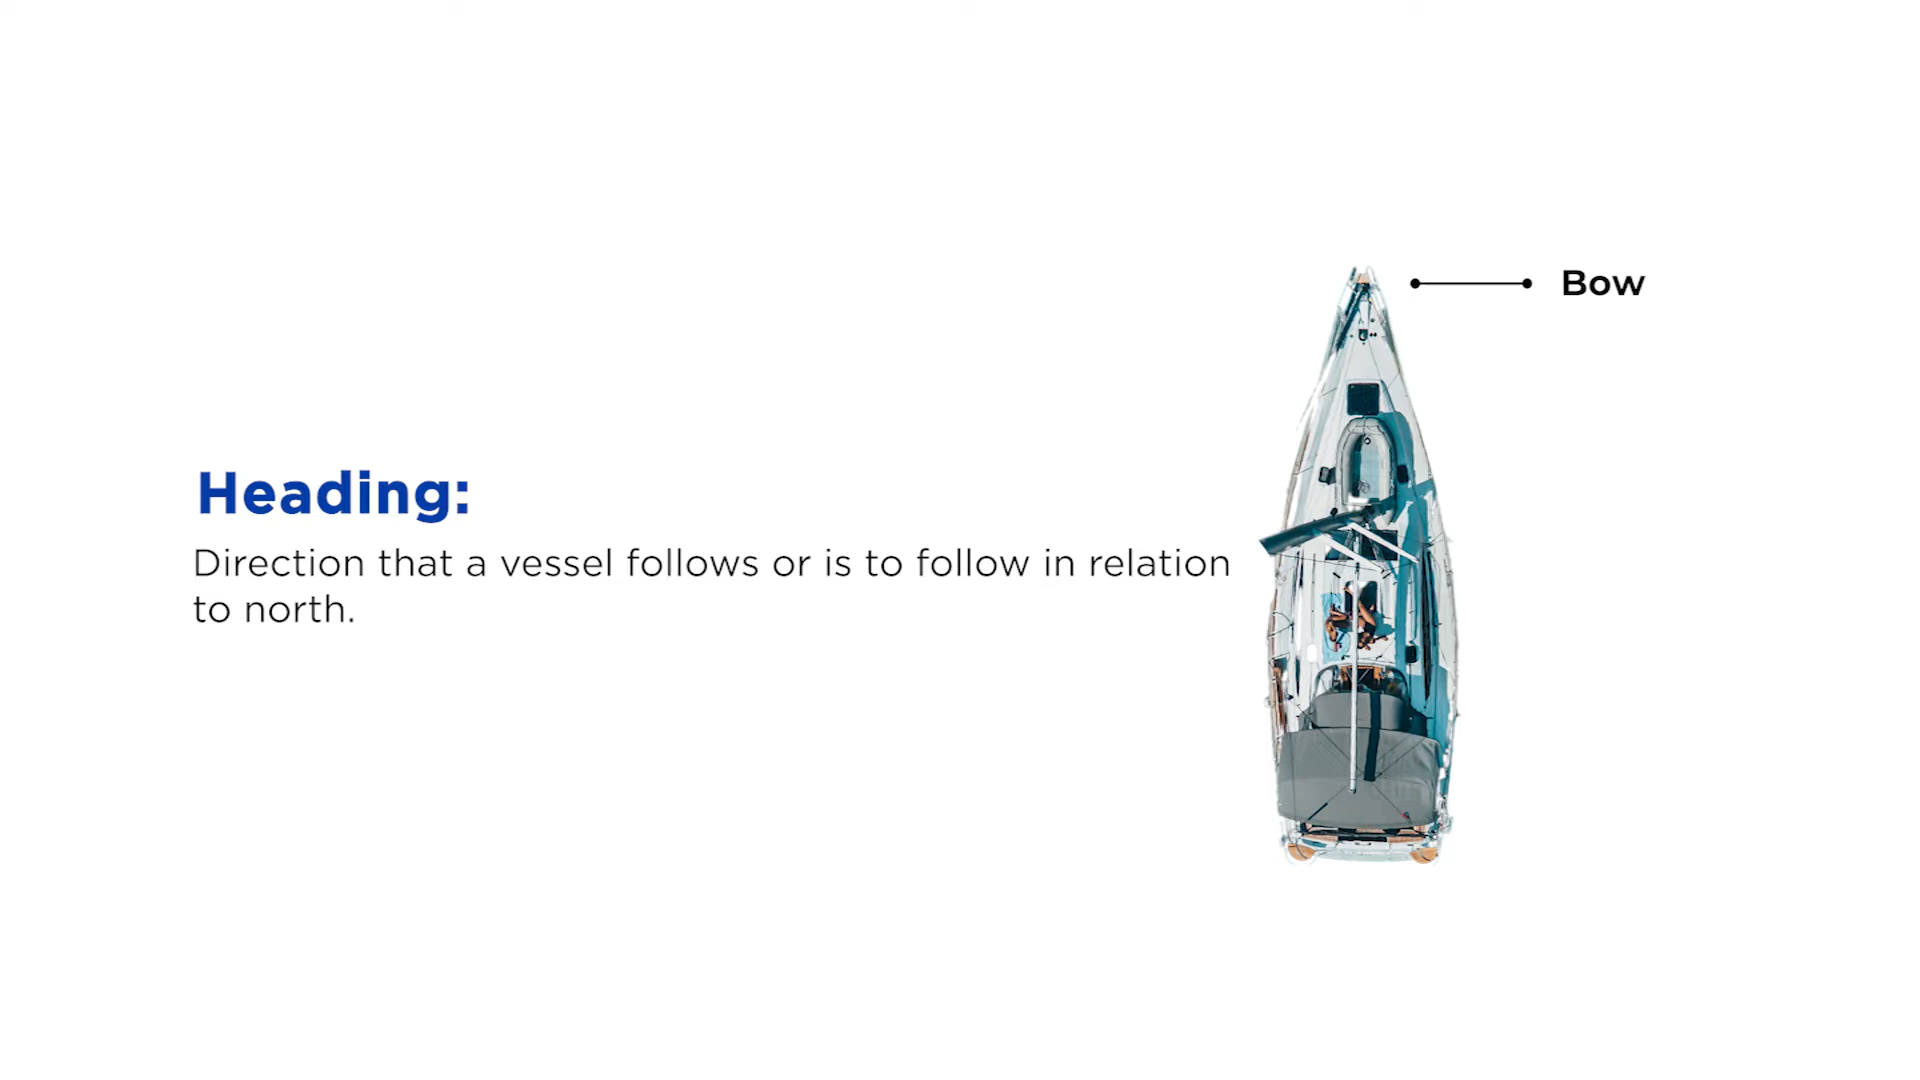 Bow
Heading:
Direction that a vessel follows or is to follow in relation
to north.